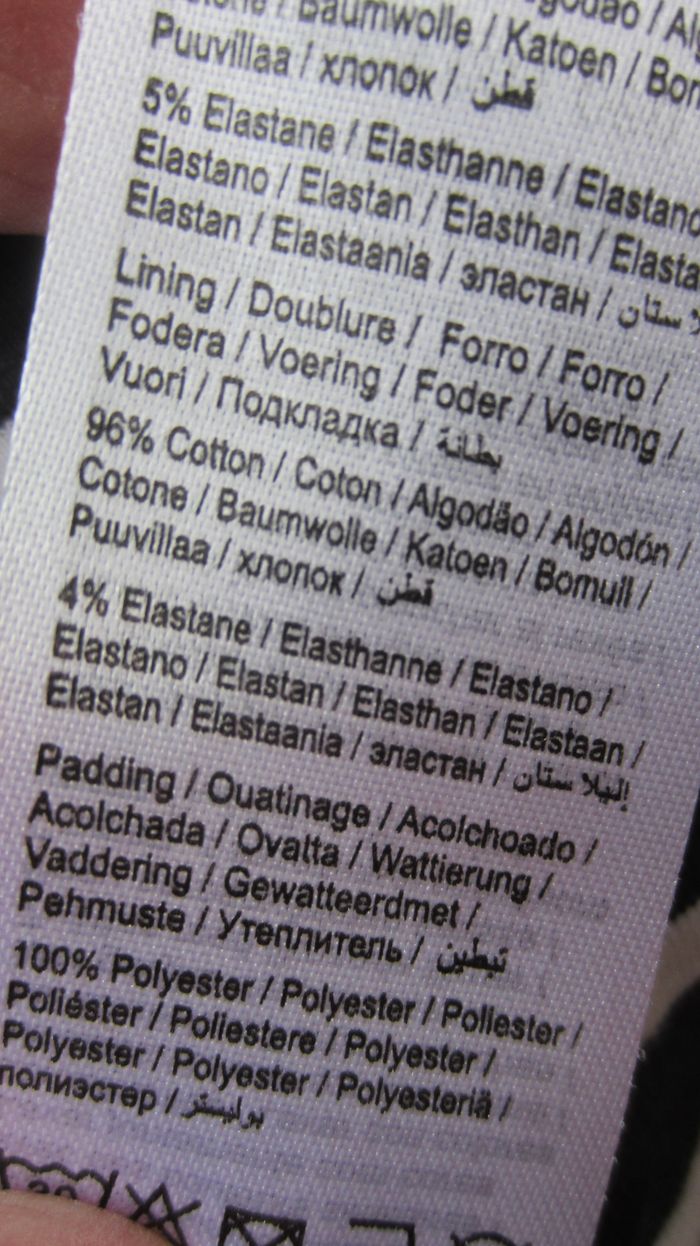 / Baumwolle / Katoen / 
Puuvillaa / хлопок / قطن
5% Elastane / Elasthanne / Elastano
Elastano / Elastan / Elasthan /
Elastan / Elastaania / эластан /
Lining / Doublure / Forro / Forro /
Fodera / Voering / Foder / Voering /
Vuori / Подкладка / بطانة
96% Cotton / Coton / Algodão / Algodón /
Cotone / Baumwolle / Katoen / Bomull /
Puuvillaa / хлопок / قطن
4% Elastane / Elasthanne / Elastano /
Elastano / Elastan / Elasthan / Elastaan /
Elastan / Elastaania / эластан / إليلاستان
Padding / Ouatinage / Acolchoado /
Acolchada / Ovatta / Wattierung /
Vaddering / Gewatteerdmet /
Pehmuste / Утеплитель / تبطين
100% Polyester / Polyester / Poliester /
Poliéster / Poliestere / Polyester /
Polyester / Polyester / Polyesteriä /
полиэстер / بوليستر
30